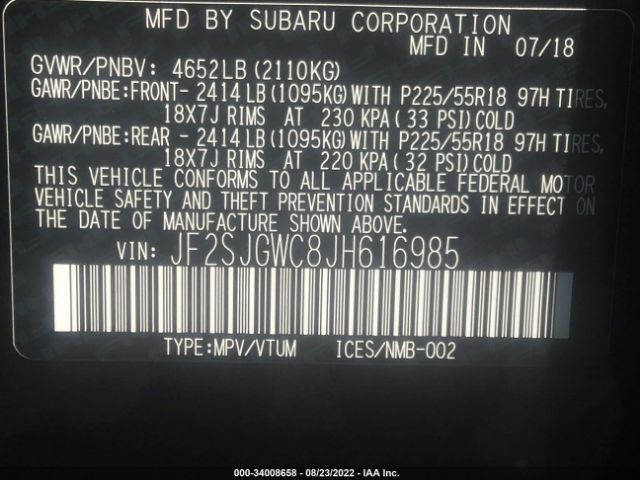 MFD BY SUBARU CORPORATION
MFD IN 07/18
GVWR/PNBV: 4652LB(2110KG)
GAWR/PNBE:FRONT- 2414LB(1095KG)WITH P225/55R18 97H TIRES,
18X7J RIMS AT 230 KPA(33 PSI)COLD
GAWR/PNBE:REAR - 2414LB(1095KG)WITH P225/55R18 97H TIRES,
18X7J RIMS AT 220 KPA(32 PSI)COLD
THIS VEHICLE CONFORMS TO ALL APPLICABLE FEDERAL MOTOR
VEHICLE SAFETY AND THEFT PREVENTION STANDARDS IN EFFECT ON
THE DATE OF MANUFACTURE SHOWN ABOVE.
VIN: JF2SJGWC8JH616985
TYPE:MPV/VTUM ICES/NMB-002
000-34008658 - 08/23/2022 - IAA Inc.